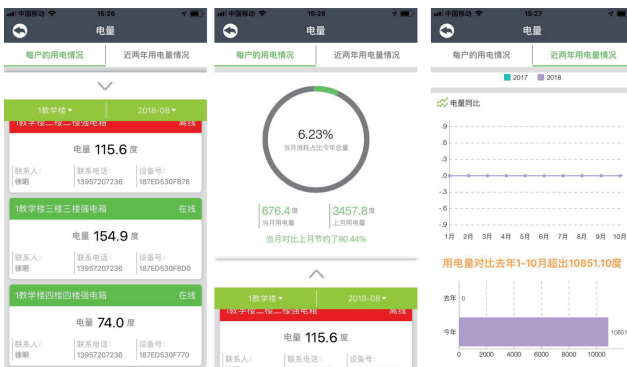 中国移动 15:26
电量
每户的用电情况 近两年用电量情况
1教学楼 2018-08
1教学楼二楼二楼强电箱 离线
电量 115.6 度
联系人: 联系电话: 设备号:
徐明 13957207236 187ED530FB78
1教学楼三楼三楼强电箱 在线
电量 154.9 度
联系人: 联系电话: 设备号:
徐明 13957207236 187ED530F8D0
1教学楼四楼四楼强电箱 在线
电量 74.0 度
联系人: 联系电话: 设备号:
徐明 13957207236 187ED530F770
中国移动 15:26
电量
每户的用电情况 近两年用电量情况
6.23%
当月消耗占比今年总量
676.4度 3457.8度
当月用电量 上月用电量
当月对比上月节约了80.44%
1教学楼 2018-08
1教学楼二楼二楼强电箱 离线
电量 115.6 度
联系人: 联系电话: 设备号:
中国移动 15:27
电量
每户的用电情况 近两年用电量情况
2017 2018
电量同比
.9
.6
.3
.0
-.3
-.6
-.9
1月 2月 3月 4月 5月 6月 7月 8月 9月 10月
用电量对比去年1-10月超出10851.10度
去年 0
今年 10851
0 2000 4000 6000 8000 10000